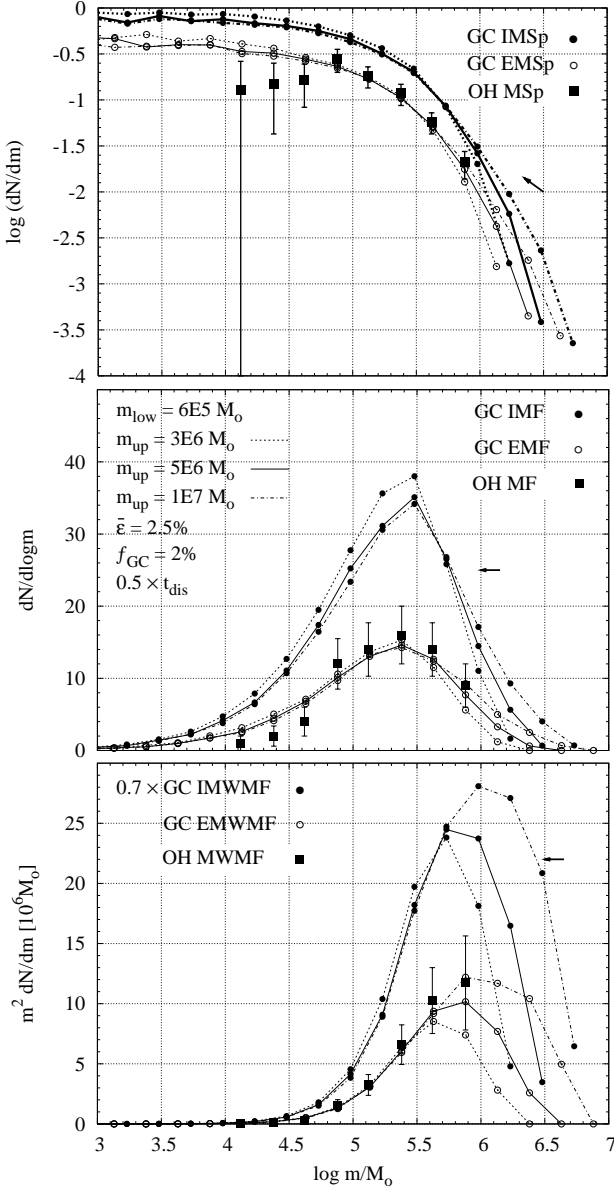 0
-0.5
-1
-1.5
-2
-2.5
-3
-3.5
-4
log (dN/dm)
GC IMSp
GC EMSp
OH MSp
40
30
20
10
0
dN/dlogm
m_low = 6E5 M_o
m_up = 3E6 M_o
m_up = 5E6 M_o
m_up = 1E7 M_o
ε̄ = 2.5%
f_GC = 2%
0.5 × t_dis
GC IMF
GC EMF
OH MF
25
20
15
10
5
0
m² dN/dm [10⁶M_o]
0.7 × GC IMWMF
GC EMWMF
OH MWMF
3 3.5 4 4.5 5 5.5 6 6.5 7
log m/M_o